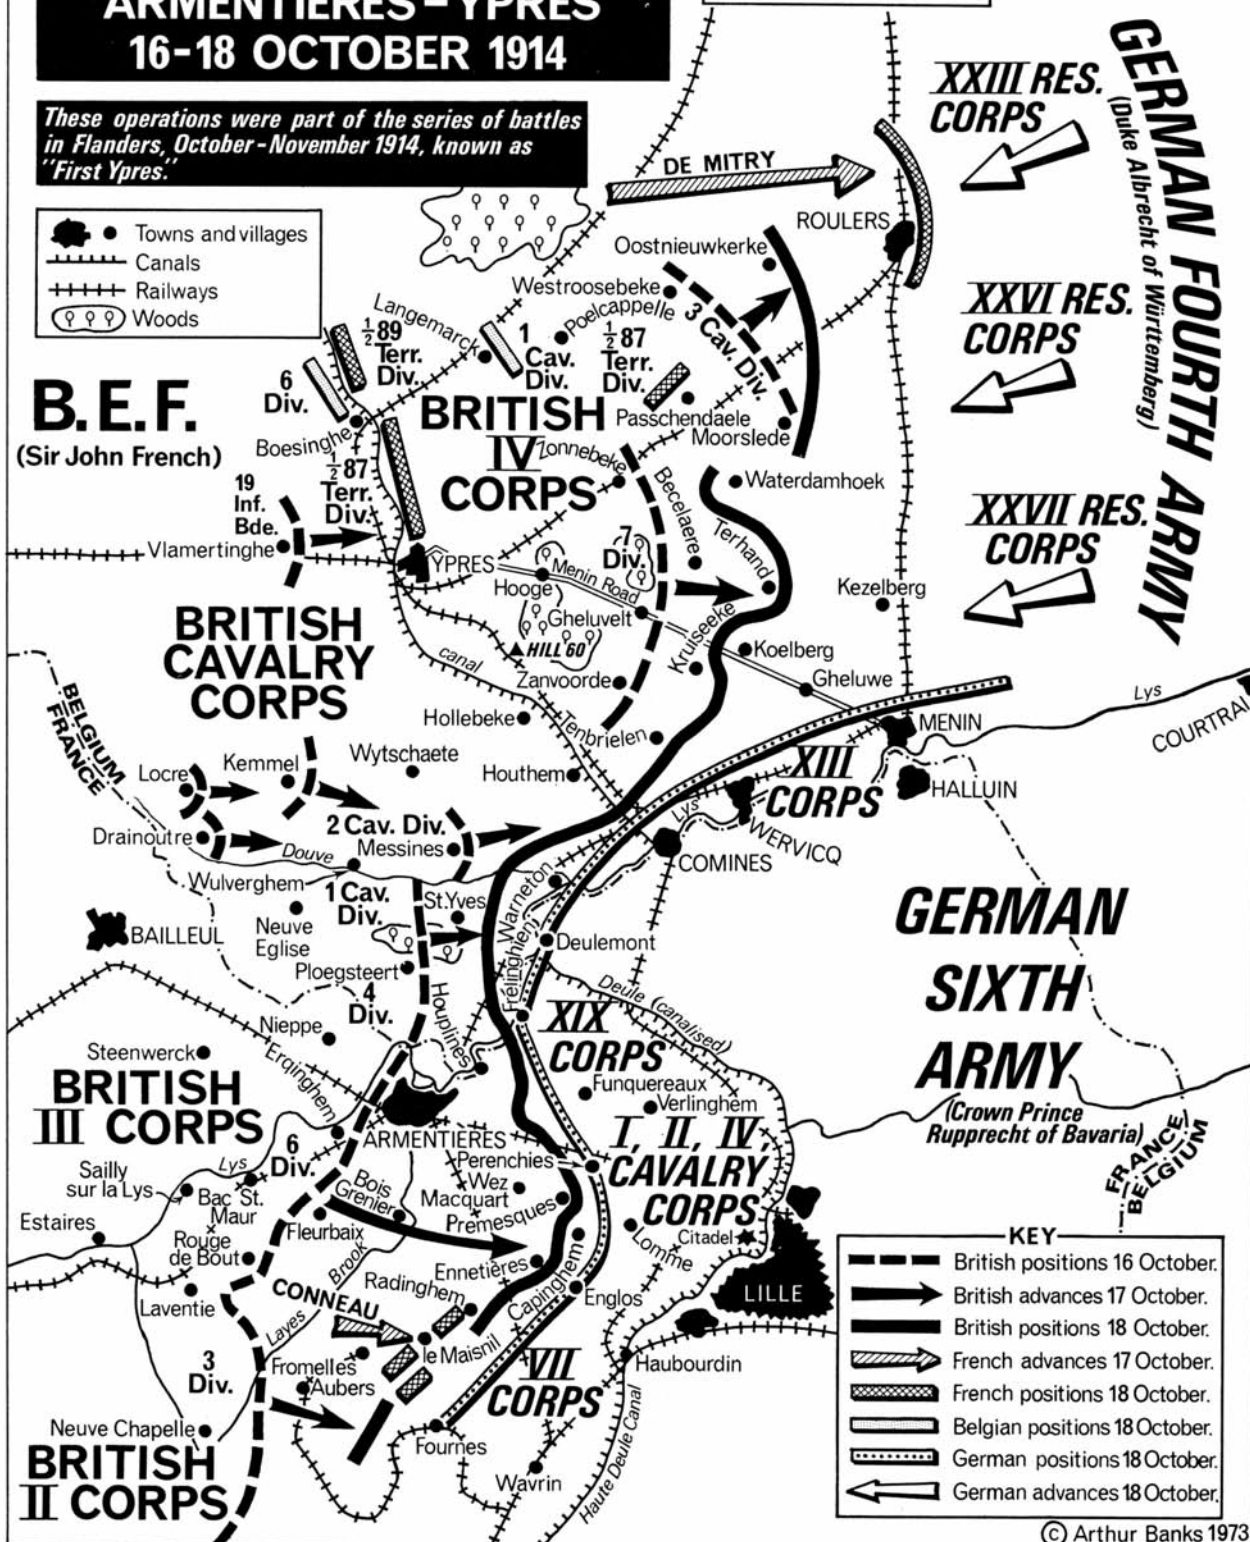 ARMENTIERES - YPRES
16-18 OCTOBER 1914
These operations were part of the series of battles
in Flanders, October - November 1914, known as
"First Ypres."
Towns and villages
Canals
Railways
Woods
B.E.F.
(Sir John French)
GERMAN FOURTH ARMY
(Duke Albrecht of Württemberg)
XXIII RES.
CORPS
DE MITRY
ROULERS
Oostnieuwkerke
Westroosebeke
Poelcappelle
Langemarck
3 Cav. Div.
XXVI RES.
CORPS
½89
Terr.
Div.
1
Cav.
Div.
½87
Terr.
Div.
6
Div.
Boesinghe
BRITISH
IV
CORPS
Passchendaele
Moorslede
Zonnebeke
½87
Terr.
Div.
19
Inf.
Bde.
Vlamertinghe
YPRES
Becelaere
Waterdamhoek
Terhand
7
Div.
XXVII RES.
CORPS
Hooge
Menin Road
Gheluvelt
HILL 60
Kezelberg
Kruiseeke
Koelberg
Gheluwe
Zanvoorde
canal
BRITISH
CAVALRY
CORPS
Hollebeke
Tenbrielen
Lys
MENIN
COURTRAI
BELGIUM
FRANCE
Locre
Kemmel
Wytschaete
Houthem
XIII
CORPS
HALLUIN
Lys
WERVICQ
COMINES
Drainoutre
2 Cav. Div.
Messines
Douve
Wulverghem
1 Cav.
Div.
St.Yves
Warneton
BAILLEUL
Neuve
Eglise
Ploegsteert
Deulemont
Frelinghien
GERMAN
SIXTH
ARMY
(Crown Prince
Rupprecht of Bavaria)
4
Div.
Nieppe
Houplines
Deule (canalised)
XIX
CORPS
Steenwerck
Erquinghem
BRITISH
III CORPS
Funquereaux
Verlinghem
ARMENTIERES
I, II, IV,
CAVALRY
CORPS
Perenchies
6
Div.
Lys
Sailly
sur la Lys
Bac St.
Maur
Bois
Grenier
Wez
Macquart
Premesques
FRANCE
BELGIUM
Estaires
Fleurbaix
Rouge
de Bout
Citadel
Lomme
Ennetières
Capinghem
Laventie
CONNEAU
Radinghem
Englos
LILLE
Layes Brook
le Maisnil
Fromelles
Aubers
Haubourdin
3
Div.
VII
CORPS
Neuve Chapelle
Fournes
Wavrin
Haute Deule Canal
BRITISH
II CORPS
KEY
British positions 16 October.
British advances 17 October.
British positions 18 October.
French advances 17 October.
French positions 18 October.
Belgian positions 18 October.
German positions 18 October.
German advances 18 October.
© Arthur Banks 1973